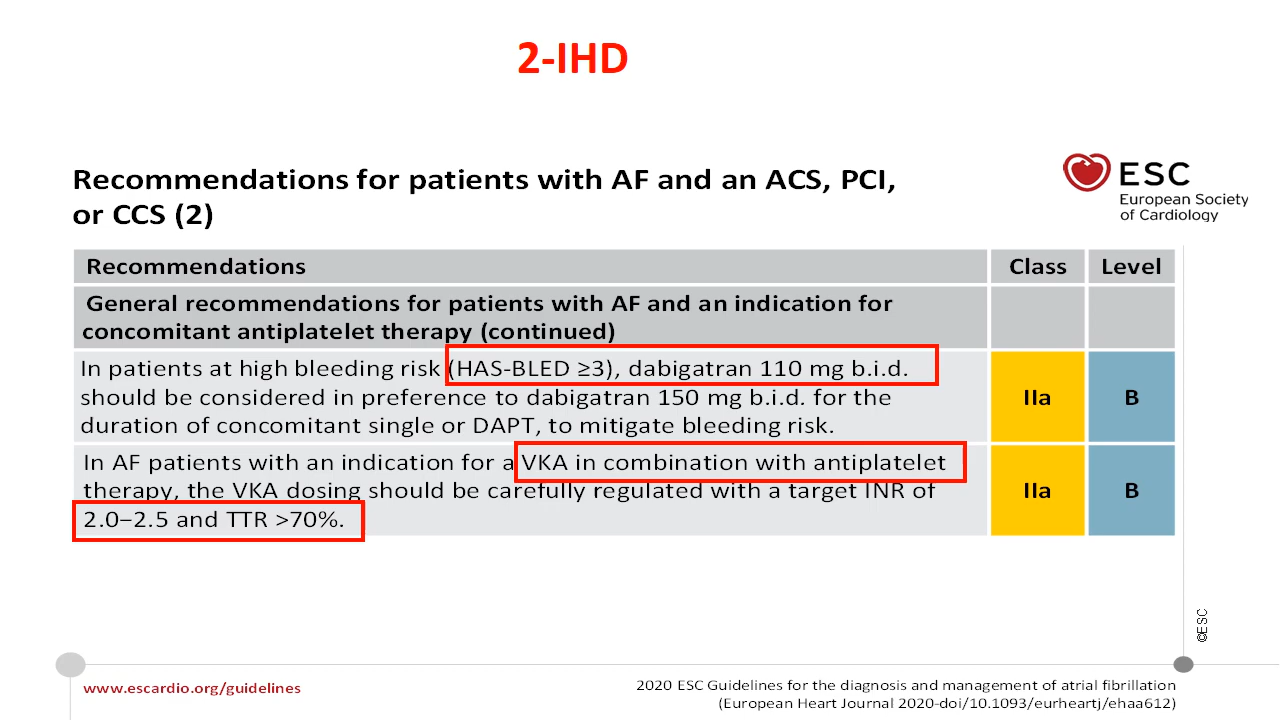 2-IHD
Recommendations for patients with AF and an ACS, PCI,
or CCS (2)
ESC
European Society
of Cardiology
Recommendations Class Level
General recommendations for patients with AF and an indication for
concomitant antiplatelet therapy (continued)
In patients at high bleeding risk (HAS-BLED ≥3), dabigatran 110 mg b.i.d.
should be considered in preference to dabigatran 150 mg b.i.d. for the
duration of concomitant single or DAPT, to mitigate bleeding risk.
IIa B
In AF patients with an indication for a VKA in combination with antiplatelet
therapy, the VKA dosing should be carefully regulated with a target INR of
2.0–2.5 and TTR >70%.
IIa B
©ESC
www.escardio.org/guidelines
2020 ESC Guidelines for the diagnosis and management of atrial fibrillation
(European Heart Journal 2020-doi/10.1093/eurheartj/ehaa612)